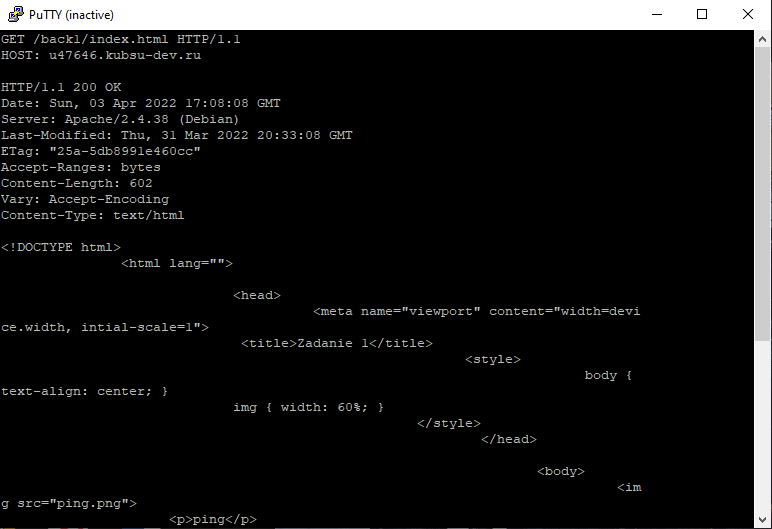 PuTTY (inactive)
GET /back1/index.html HTTP/1.1
HOST: u47646.kubsu-dev.ru
HTTP/1.1 200 OK
Date: Sun, 03 Apr 2022 17:08:08 GMT
Server: Apache/2.4.38 (Debian)
Last-Modified: Thu, 31 Mar 2022 20:33:08 GMT
ETag: "25a-5db8991e460cc"
Accept-Ranges: bytes
Content-Length: 602
Vary: Accept-Encoding
Content-Type: text/html
<!DOCTYPE html>
<html lang="">
<head>
<meta name="viewport" content="width=devi
ce.width, intial-scale=1">
<title>Zadanie 1</title>
<style>
body {
text-align: center; }
img { width: 60%; }
</style>
</head>
<body>
<im
g src="ping.png">
<p>ping</p>